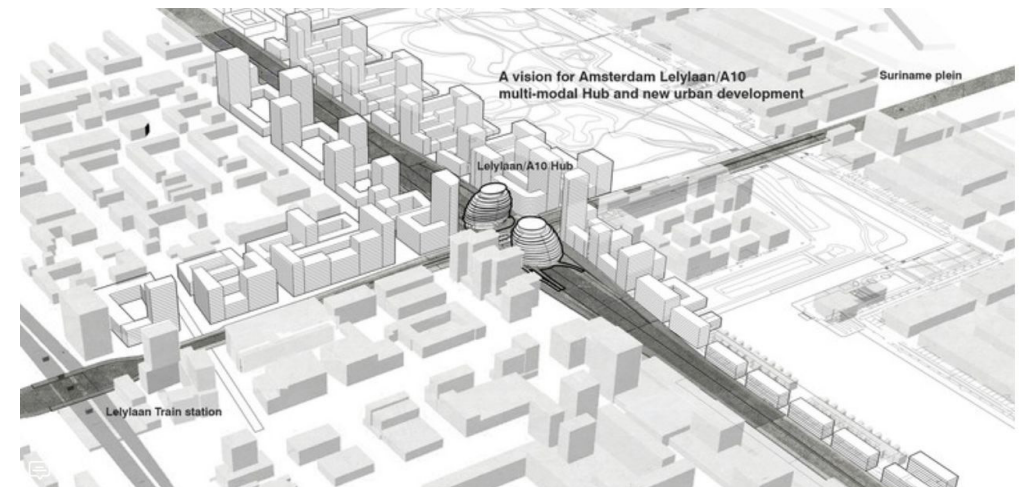 A vision for Amsterdam Lelylaan/A10
multi-modal Hub and new urban development
Suriname plein
Lelylaan/A10 Hub
Lelylaan Train station